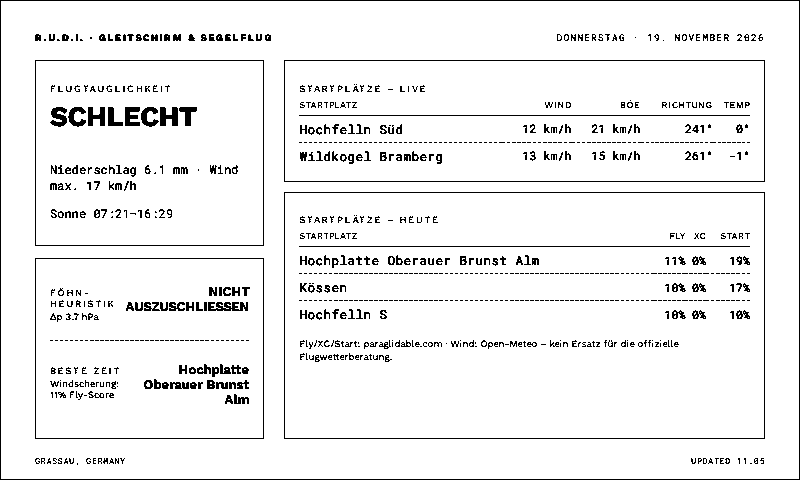 R.U.D.I. · GLEITSCHIRM & SEGELFLUG
DONNERSTAG · 19. NOVEMBER 2026
FLUGTAUGLICHKEIT
SCHLECHT
Niederschlag 6.1 mm · Wind
max. 17 km/h
Sonne 07:21–16:29
FÖHN-
HEURISTIK
Δp 3.7 hPa
NICHT
AUSZUSCHLIESSEN
BESTE ZEIT
Windscherung:
11% Fly-Score
Hochplatte
Oberauer Brunst
Alm
STARTPLÄTZE – LIVE
STARTPLATZ WIND BÖE RICHTUNG TEMP
Hochfelln Süd 12 km/h 21 km/h 241° 0°
Wildkogel Bramberg 13 km/h 15 km/h 261° -1°
STARTPLÄTZE – HEUTE
STARTPLATZ FLY XC START
Hochplatte Oberauer Brunst Alm 11% 0% 19%
Kössen 10% 0% 17%
Hochfelln S 10% 0% 10%
Fly/XC/Start: paraglidable.com · Wind: Open-Meteo – kein Ersatz für die offizielle
Flugwetterberatung.
GRASSAU, GERMANY
UPDATED 11.05